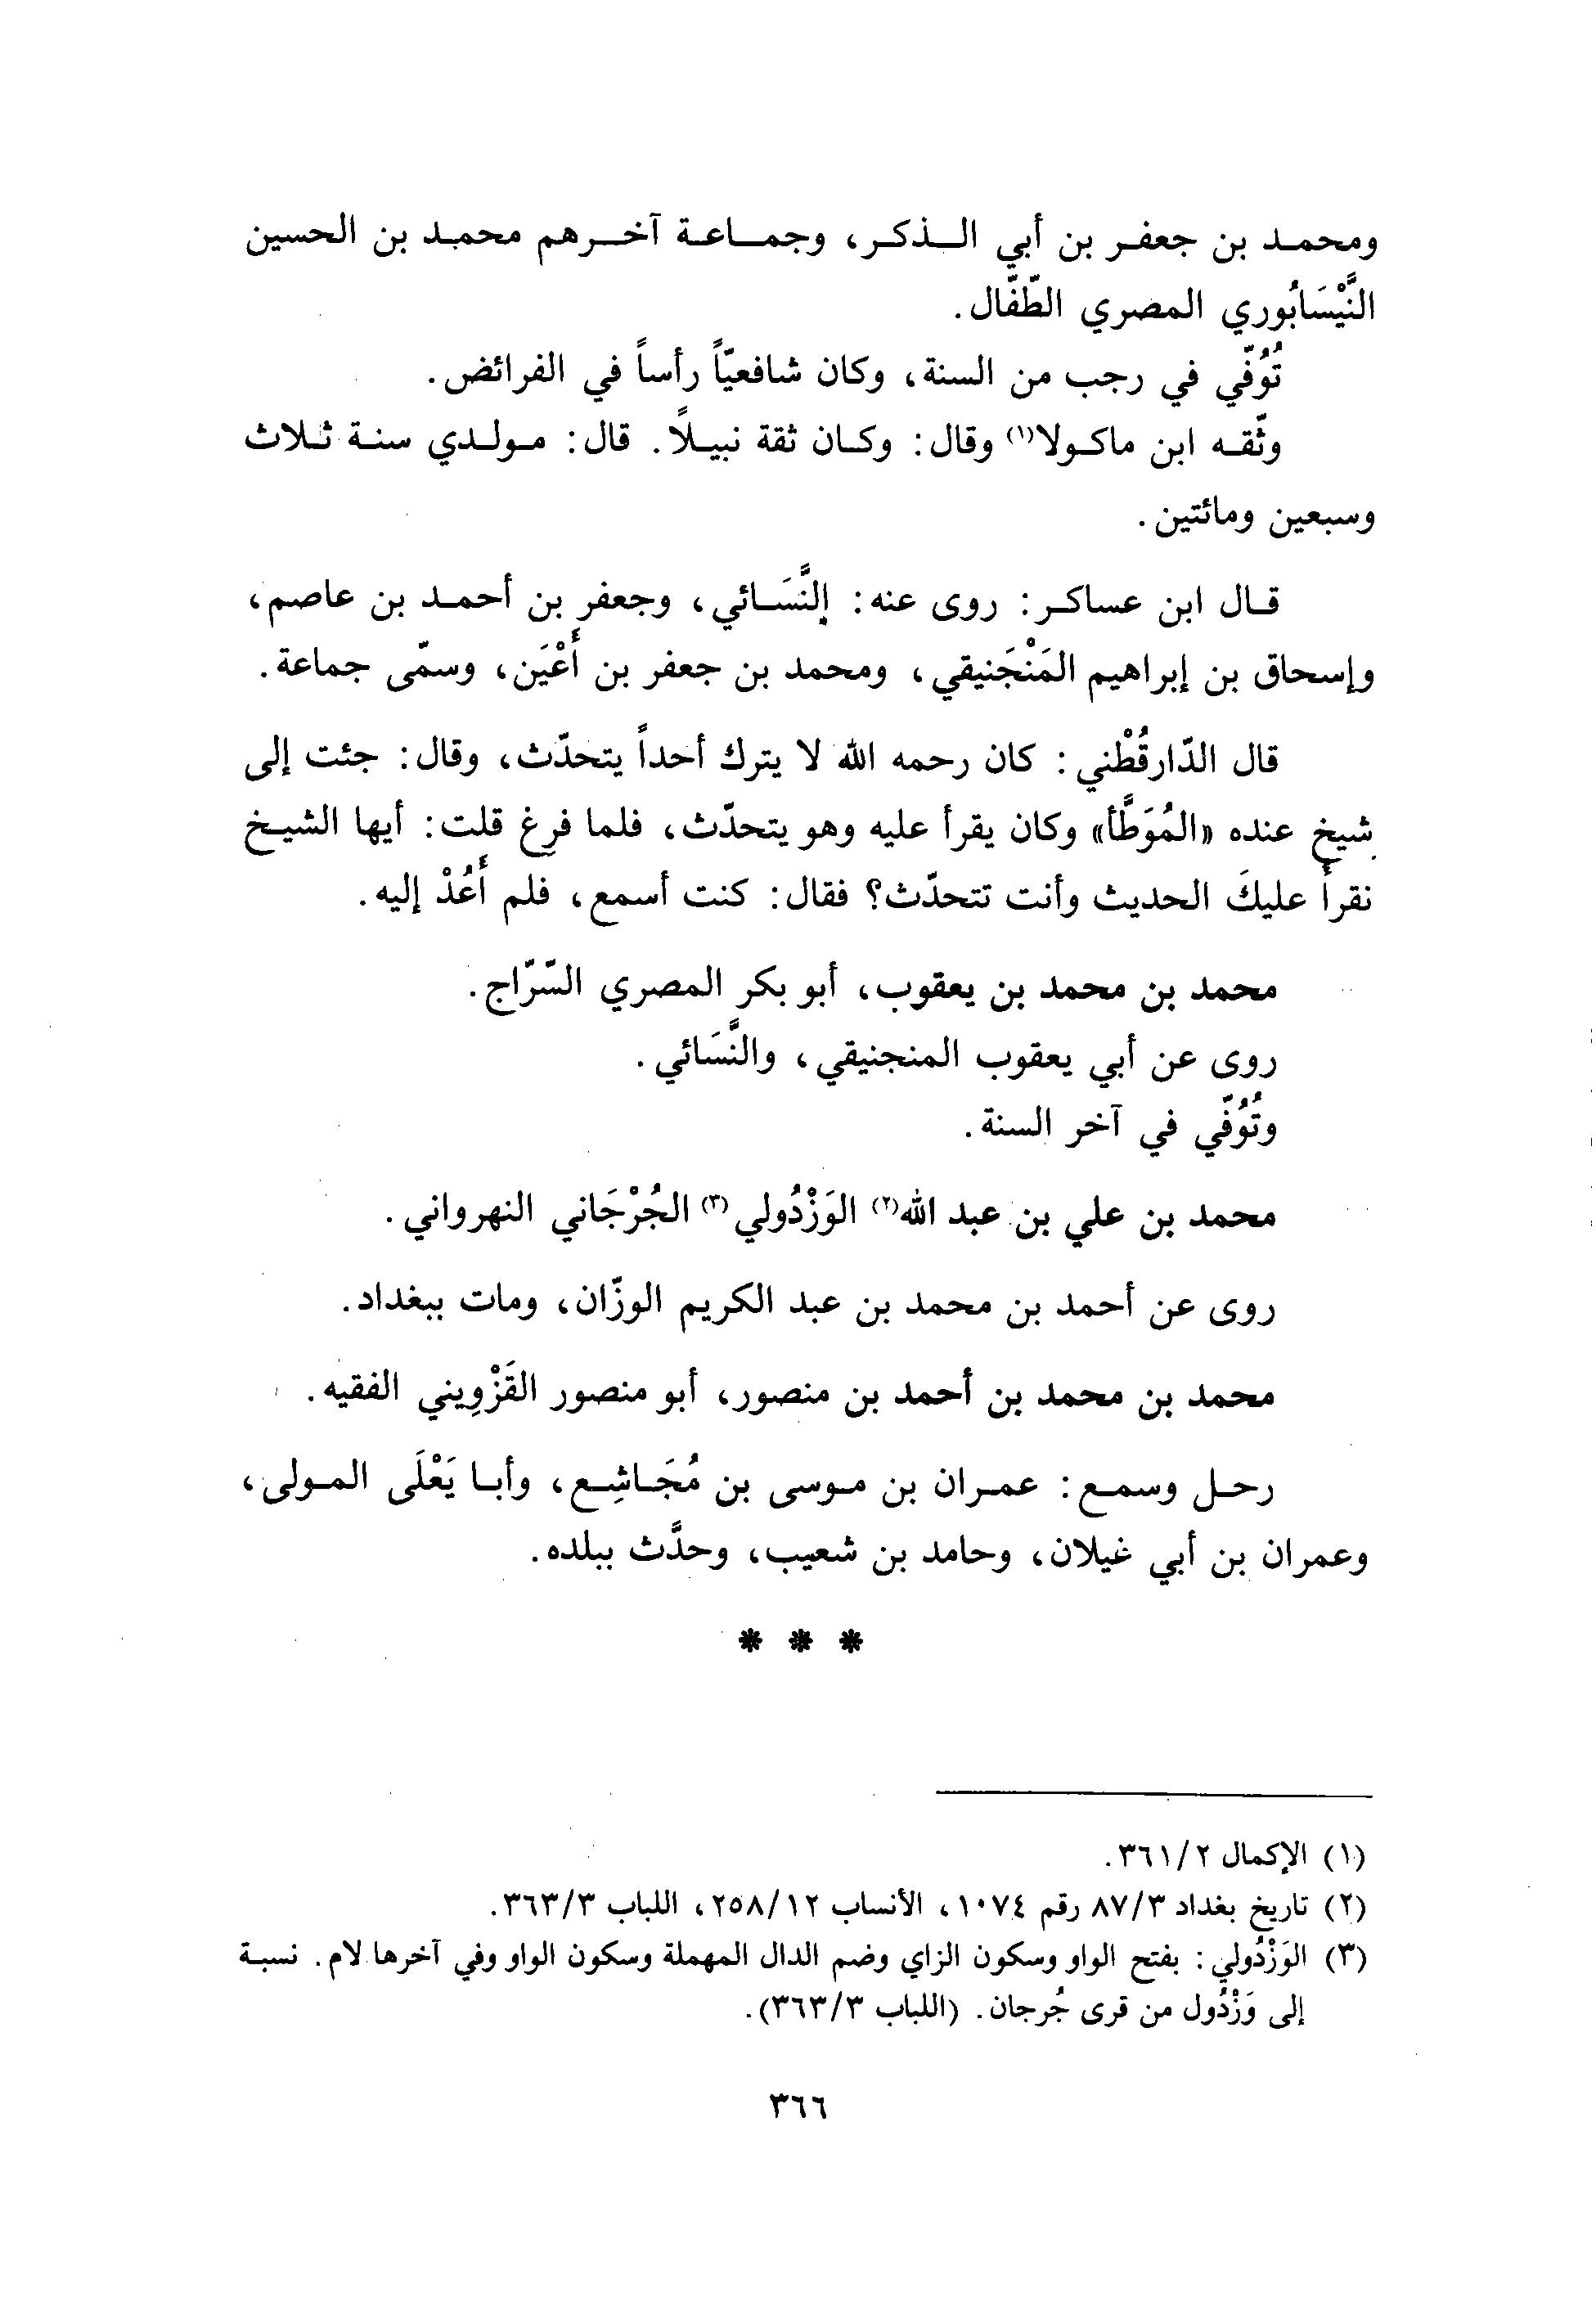 ومحمد بن جعفر بن أبي الذكر، وجماعة آخرهم محمد بن الحسين
النَّيْسَابُوري المصري الطّفّال.
تُوُفّي في رجب من السنة، وكان شافعيّاً رأساً في الفرائض.
وثّقه ابن ماكولا(١) وقال: وكان ثقة نبيلاً. قال: مولدي سنة ثلاث
وسبعين ومائتين.
قال ابن عساكر: روى عنه: النَّسَائي، وجعفر بن أحمد بن عاصم،
وإسحاق بن إبراهيم المَنْجَنيقي، ومحمد بن جعفر بن أَعْيَن، وسمّى جماعة.
قال الدّارقُطْني: كان رحمه الله لا يترك أحداً يتحدّث، وقال: جئت إلى
شيخ عنده «المُوَطَّأ» وكان يقرأ عليه وهو يتحدّث، فلما فرغ قلت: أيها الشيخ
نقرأ عليكَ الحديث وأنت تتحدّث؟ فقال: كنت أسمع، فلم أَعُدْ إليه.
محمد بن محمد بن يعقوب، أبو بكر المصري السّرّاج.
روى عن أبي يعقوب المنجنيقي، والنَّسَائي.
وتُوُفّي في آخر السنة.
محمد بن علي بن عبد الله(٢) الوَزْدُولي(٣) الجُرْجَاني النهرواني.
روى عن أحمد بن محمد بن عبد الكريم الوزّان، ومات ببغداد.
محمد بن محمد بن أحمد بن منصور، أبو منصور القَزْوِيني الفقيه.
رحل وسمع: عمران بن موسى بن مُجَاشِع، وأبا يَعْلَى المولى،
وعمران بن أبي غيلان، وحامد بن شعيب، وحدَّث ببلده.
* * *
(١) الإكمال ٣٦١/٢.
(٢) تاريخ بغداد ٨٧/٣ رقم ١٠٧٤، الأنساب ٢٥٨/١٢، اللباب ٣٦٣/٣.
(٣) الوَزْدُولي: بفتح الواو وسكون الزاي وضم الدال المهملة وسكون الواو وفي آخرها لام. نسبة
إلى وَزْدُول من قرى جُرجان. (اللباب ٣٦٣/٣).
٣٦٦